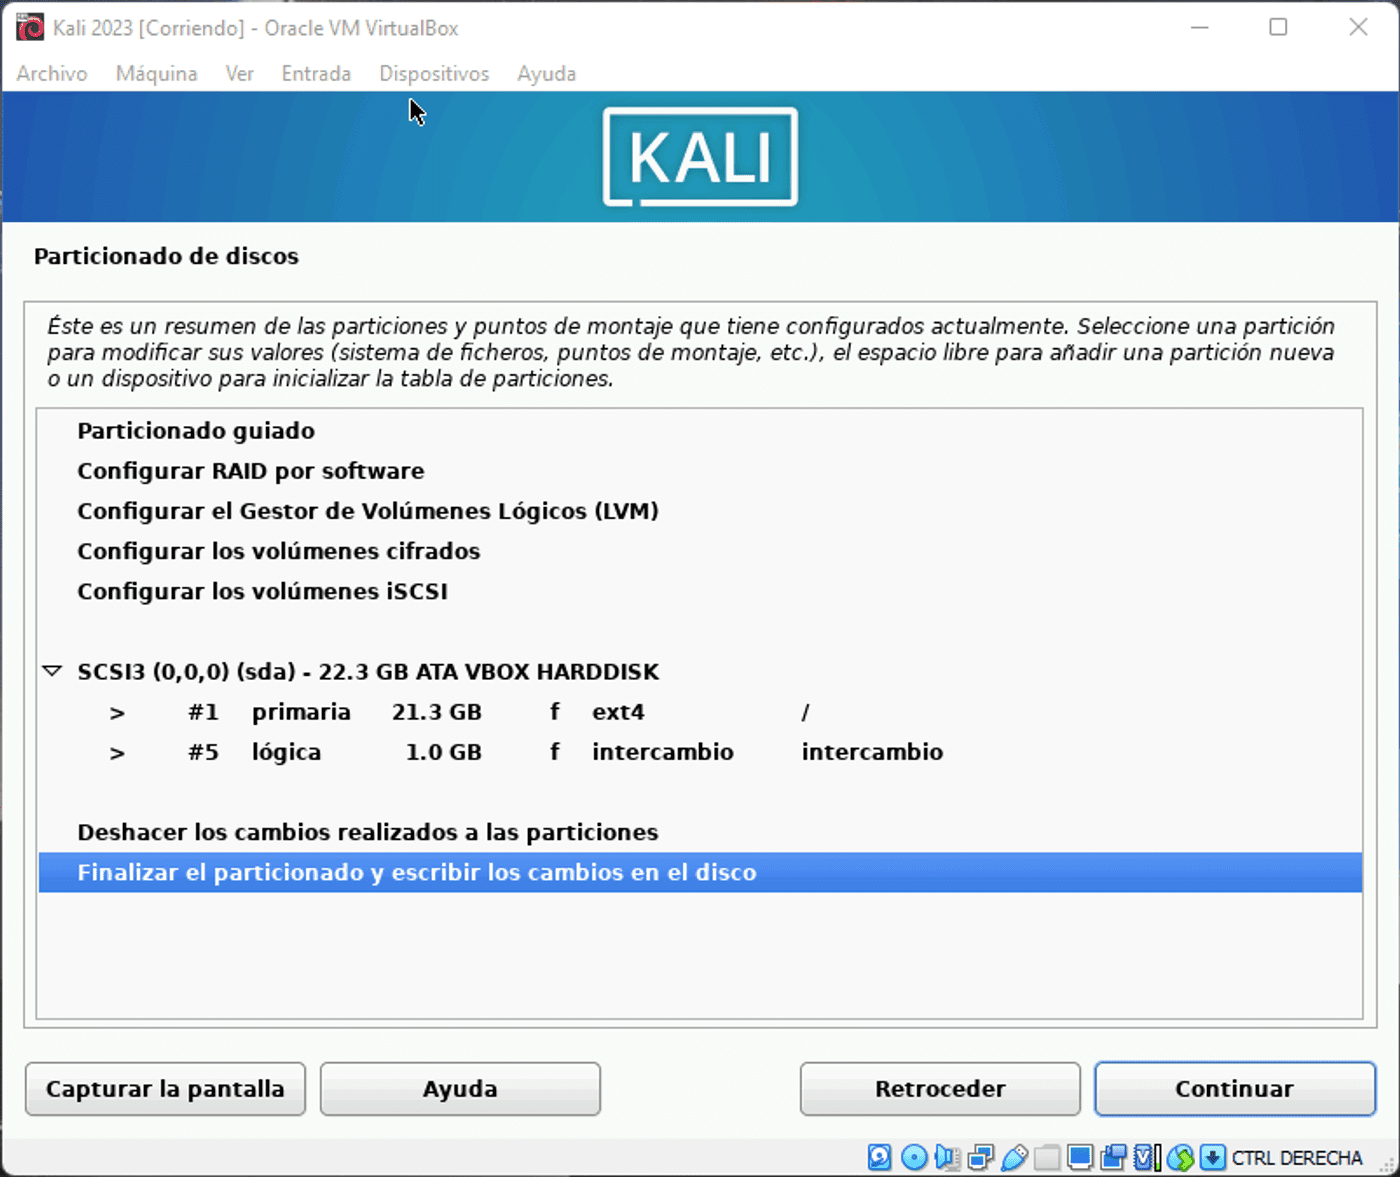 Kali 2023 [Corriendo] - Oracle VM VirtualBox
Archivo Máquina Ver Entrada Dispositivos Ayuda
KALI
Particionado de discos
Éste es un resumen de las particiones y puntos de montaje que tiene configurados actualmente. Seleccione una partición
para modificar sus valores (sistema de ficheros, puntos de montaje, etc.), el espacio libre para añadir una partición nueva
o un dispositivo para inicializar la tabla de particiones.
Particionado guiado
Configurar RAID por software
Configurar el Gestor de Volúmenes Lógicos (LVM)
Configurar los volúmenes cifrados
Configurar los volúmenes iSCSI
SCSI3 (0,0,0) (sda) - 22.3 GB ATA VBOX HARDDISK
> #1 primaria 21.3 GB f ext4 /
> #5 lógica 1.0 GB f intercambio intercambio
Deshacer los cambios realizados a las particiones
Finalizar el particionado y escribir los cambios en el disco
Capturar la pantalla Ayuda Retroceder Continuar
CTRL DERECHA